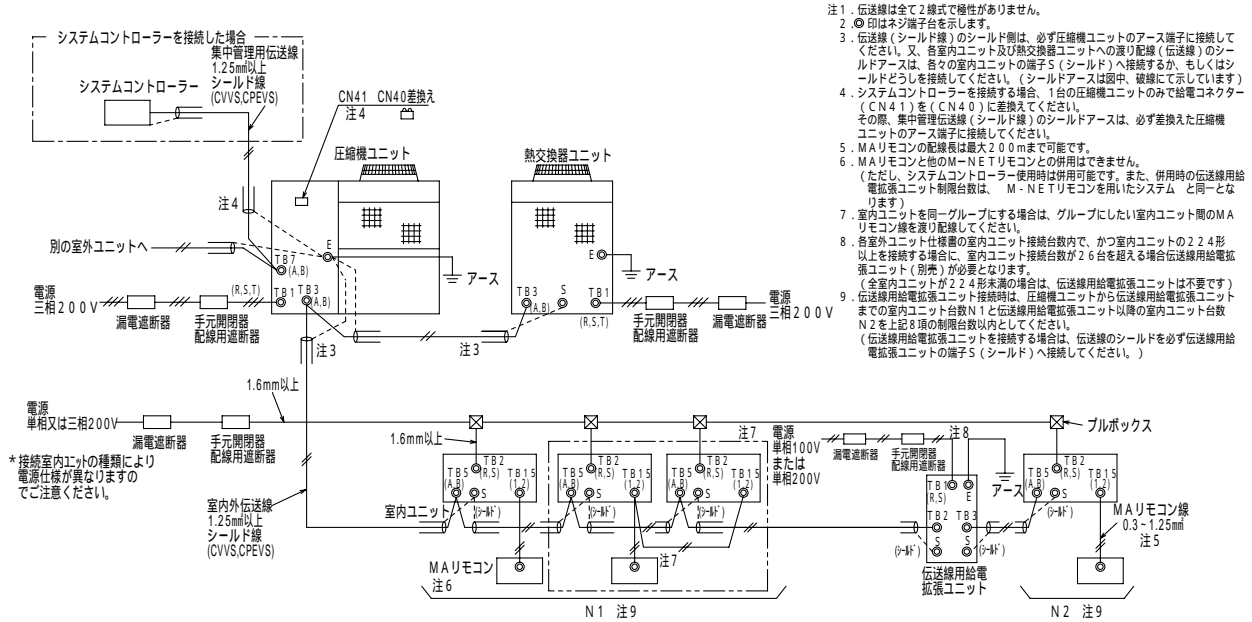 システムコントローラーを接続した場合
集中管理用伝送線
1.25㎟以上
シールド線
(CVVS,CPEVS)
システムコントローラー
CN41 CN40差換え
注4
圧縮機ユニット
熱交換器ユニット
注4
別の室外ユニットへ
TB7
(A,B)
E
アース
E
アース
電源
三相200V
漏電遮断器
手元開閉器
配線用遮断器
(R,S,T)
TB1
TB3
(A,B)
TB3
(A,B)
S
TB1
(R,S,T)
手元開閉器
配線用遮断器
漏電遮断器
電源
三相200V
注3
注3
注1．伝送線は全て2線式で極性がありません。
2．◎印はネジ端子台を示します。
3．伝送線(シールド線)のシールド側は、必ず圧縮機ユニットのアース端子に接続して
ください。又、各室内ユニット及び熱交換器ユニットへの渡り配線(伝送線)のシー
ルドアースは、各々の室内ユニットの端子S(シールド)へ接続するか、もしくはシ
ールドどうしを接続してください。(シールドアースは図中、破線にて示しています)
4．システムコントローラーを接続する場合、1台の圧縮機ユニットのみで給電コネクター
(CN41)を(CN40)に差換えてください。
その際、集中管理伝送線(シールド線)のシールドアースは、必ず差換えた圧縮機
ユニットのアース端子に接続してください。
5．MAリモコンの配線長は最大200mまで可能です。
6．MAリモコンと他のM－NETリモコンとの併用はできません。
(ただし、システムコントローラー使用時は併用可能です。また、併用時の伝送線用給
電拡張ユニット制限台数は、 M-NETリモコンを用いたシステム と同一とな
ります)
7．室内ユニットを同一グループにする場合は、グループにしたい室内ユニット間のMA
リモコン線を渡り配線してください。
8．各室外ユニット仕様書の室内ユニット接続台数内で、かつ室内ユニットの224形
以上を接続する場合に、室内ユニット接続台数が26台を超える場合伝送線用給電拡
張ユニット(別売)が必要となります。
(全室内ユニットが224形未満の場合は、伝送線用給電拡張ユニットは不要です)
9．伝送線用給電拡張ユニット接続時は、圧縮機ユニットから伝送線用給電拡張ユニット
までの室内ユニット台数N1と伝送線用給電拡張ユニット以降の室内ユニット台数
N2を上記8項の制限台数以内としてください。
(伝送線用給電拡張ユニットを接続する場合は、伝送線のシールドを必ず伝送線用給
電拡張ユニットの端子S(シールド)へ接続してください。)
1.6mm以上
電源
単相又は三相200V
漏電遮断器
手元開閉器
配線用遮断器
*接続室内ユニットの種類により
電源仕様が異なりますの
でご注意ください。
室内外伝送線
1.25㎟以上
シールド線
(CVVS,CPEVS)
1.6mm以上
TB2
TB5 (R,S) TB15
(A,B) (1,2)
S
(シールド)
室内ユニット
MAリモコン
注6
TB2
TB5 (R,S) TB15
(A,B) (1,2)
S
(シールド)
注7
TB2
TB5 (R,S) TB15
(A,B) (1,2)
S
(シールド)
注7
N1 注9
電源
単相100V
または
単相200V
漏電遮断器
手元開閉器
配線用遮断器
注8
アース
TB1
(R,S)
E
TB2 TB3
S S
(シールド)
(シールド)
伝送線用給電
拡張ユニット
プルボックス
TB2
TB5 (R,S) TB15
(A,B) (1,2)
S
(シールド)
MAリモコン線
0.3~1.25㎟
注5
N2 注9